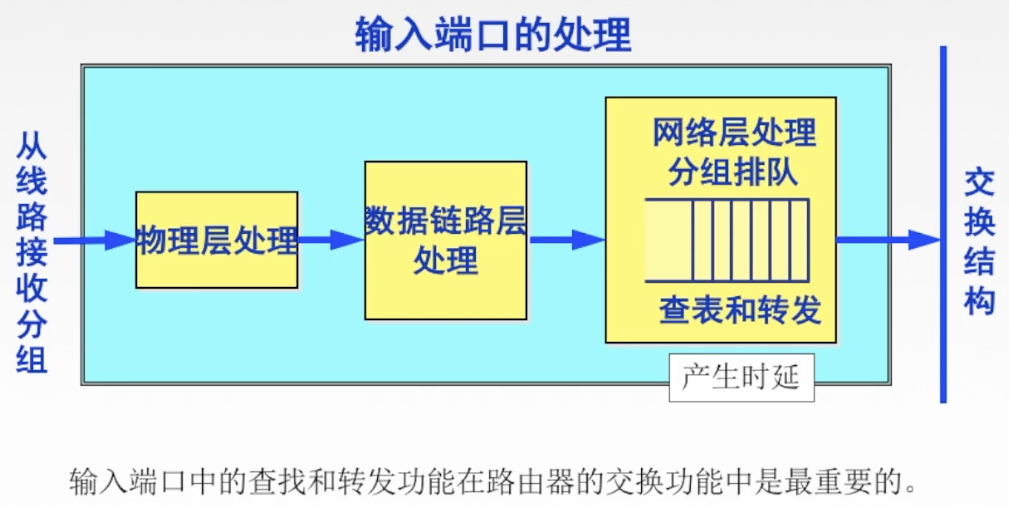 输入端口的处理
从线路接收分组
物理层处理
数据链路层
处理
网络层处理
分组排队
查表和转发
产生时延
交换结构
输入端口中的查找和转发功能在路由器的交换功能中是最重要的。